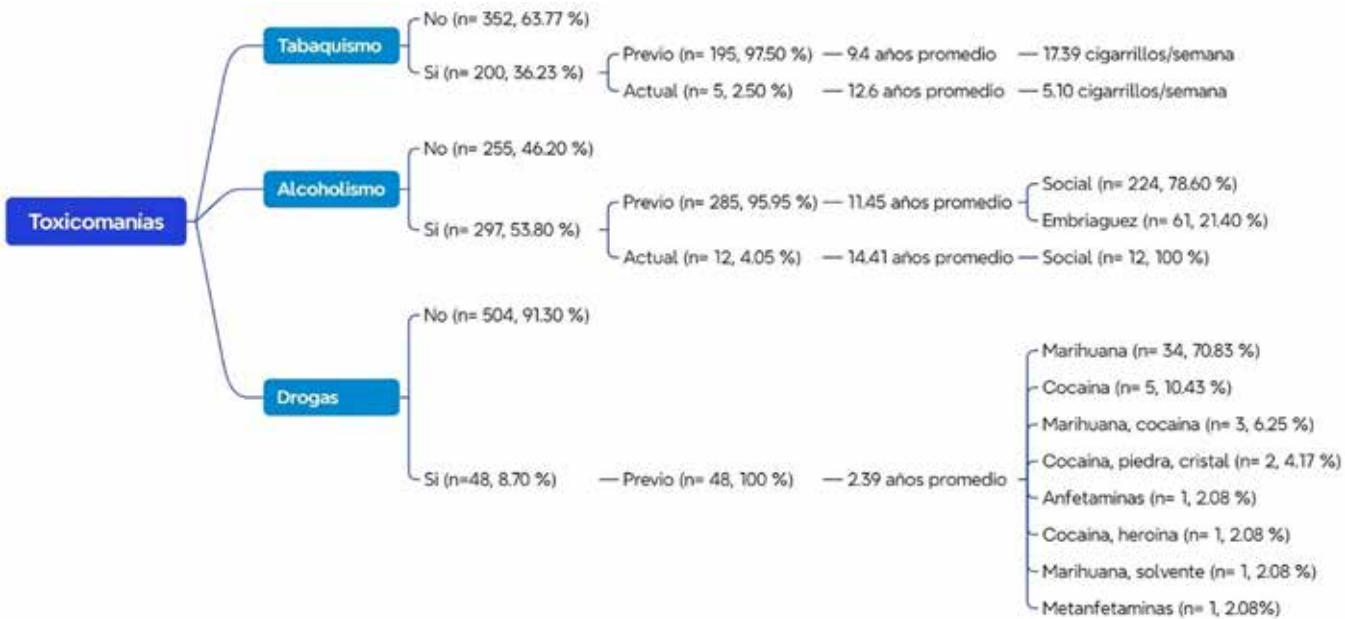 Toxicomanías
Tabaquismo
No (n= 352, 63.77 %)
Si (n= 200, 36.23 %)
Previo (n= 195, 97.50 %)
9.4 años promedio
17.39 cigarrillos/semana
Actual (n= 5, 2.50 %)
12.6 años promedio
5.10 cigarrillos/semana
Alcoholismo
No (n= 255, 46.20 %)
Si (n= 297, 53.80 %)
Previo (n= 285, 95.95 %)
11.45 años promedio
Social (n= 224, 78.60 %)
Embriaguez (n= 61, 21.40 %)
Actual (n= 12, 4.05 %)
14.41 años promedio
Social (n= 12, 100 %)
Drogas
No (n= 504, 91.30 %)
Si (n=48, 8.70 %)
Previo (n= 48, 100 %)
2.39 años promedio
Marihuana (n= 34, 70.83 %)
Cocaina (n= 5, 10.43 %)
Marihuana, cocaina (n= 3, 6.25 %)
Cocaina, piedra, cristal (n= 2, 4.17 %)
Anfetaminas (n= 1, 2.08 %)
Cocaina, heroina (n= 1, 2.08 %)
Marihuana, solvente (n= 1, 2.08 %)
Metanfetaminas (n= 1, 2.08%)